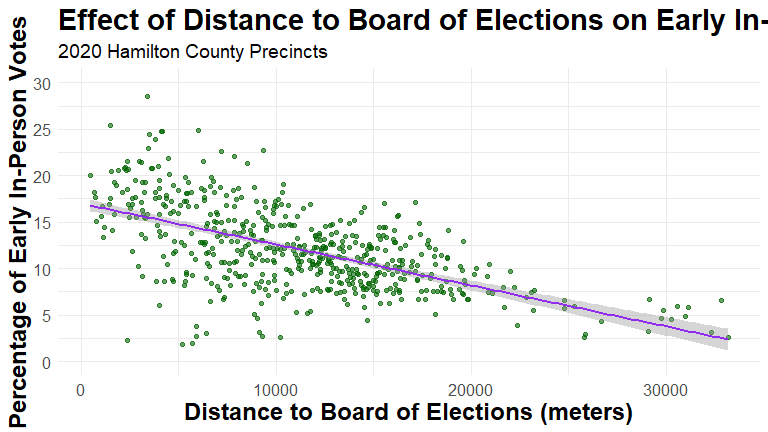 Effect of Distance to Board of Elections on Early In-
2020 Hamilton County Precincts
Percentage of Early In-Person Votes
30
25
20
15
10
5
0
0 10000 20000 30000
Distance to Board of Elections (meters)